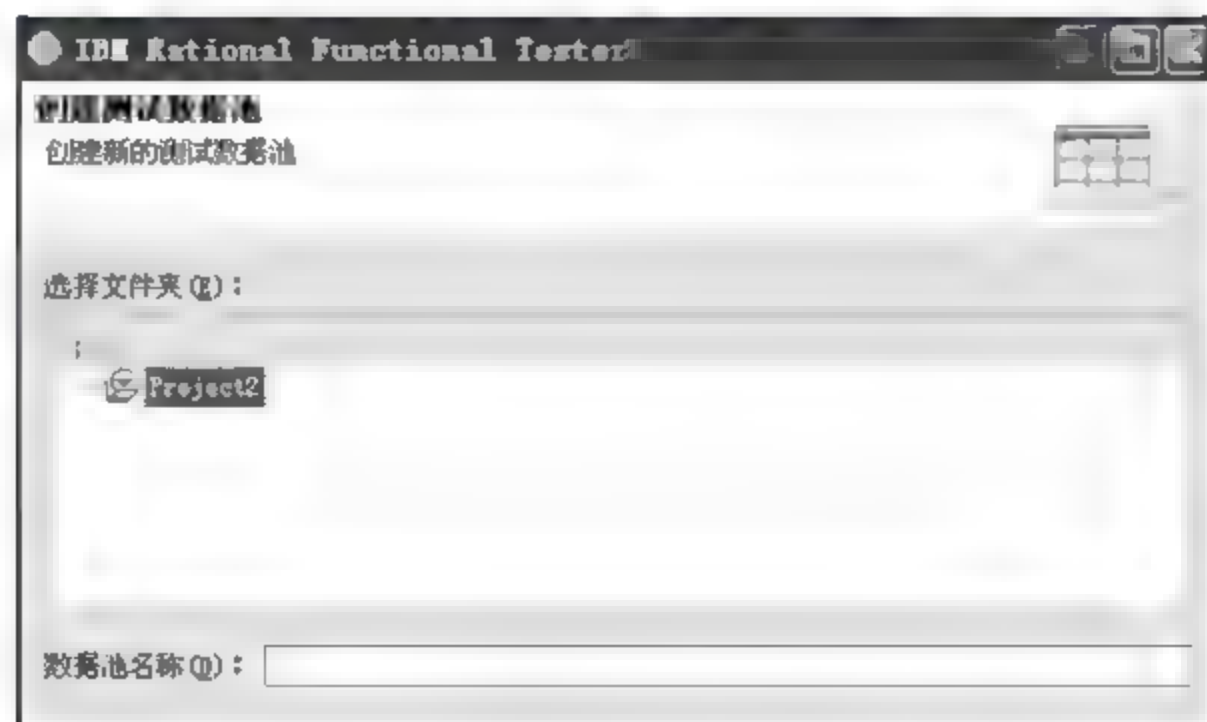 IBM Rational Functional Tester
创建测试数据池
创建新的测试数据池
选择文件夹(E):
Project2
数据池名称(D):